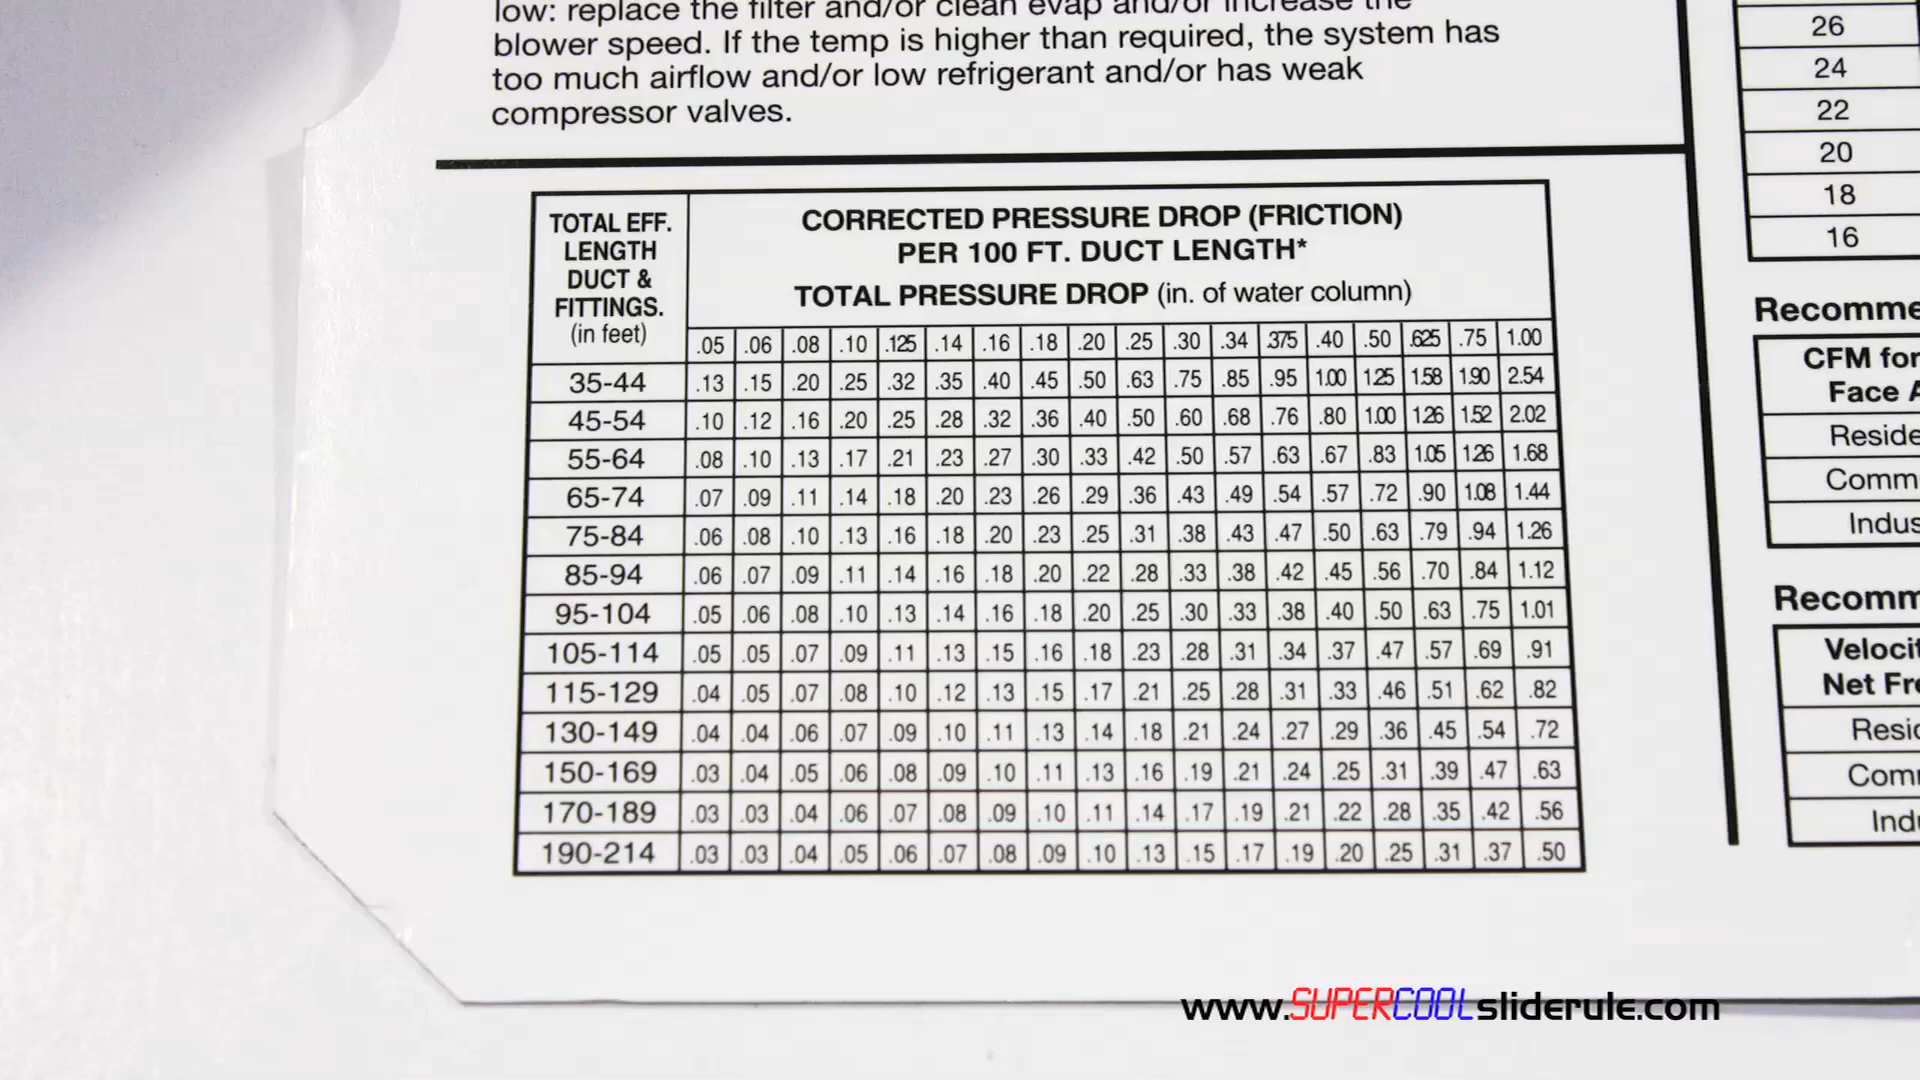 low: replace the filter and/or clean evap and/or increase the
blower speed. If the temp is higher than required, the system has
too much airflow and/or low refrigerant and/or has weak
compressor valves.
TOTAL EFF.
LENGTH
DUCT &
FITTINGS.
(in feet)
CORRECTED PRESSURE DROP (FRICTION)
PER 100 FT. DUCT LENGTH*
TOTAL PRESSURE DROP (in. of water column)
.05 .06 .08 .10 .125 .14 .16 .18 .20 .25 .30 .34 .375 .40 .50 .625 .75 1.00
35-44 .13 .15 .20 .25 .32 .35 .40 .45 .50 .63 .75 .85 .95 1.00 1.25 1.58 1.90 2.54
45-54 .10 .12 .16 .20 .25 .28 .32 .36 .40 .50 .60 .68 .76 .80 1.00 1.26 1.52 2.02
55-64 .08 .10 .13 .17 .21 .23 .27 .30 .33 .42 .50 .57 .63 .67 .83 1.05 1.26 1.68
65-74 .07 .09 .11 .14 .18 .20 .23 .26 .29 .36 .43 .49 .54 .57 .72 .90 1.08 1.44
75-84 .06 .08 .10 .13 .16 .18 .20 .23 .25 .31 .38 .43 .47 .50 .63 .79 .94 1.26
85-94 .06 .07 .09 .11 .14 .16 .18 .20 .22 .28 .33 .38 .42 .45 .56 .70 .84 1.12
95-104 .05 .06 .08 .10 .13 .14 .16 .18 .20 .25 .30 .33 .38 .40 .50 .63 .75 1.01
105-114 .05 .05 .07 .09 .11 .13 .15 .16 .18 .23 .28 .31 .34 .37 .47 .57 .69 .91
115-129 .04 .05 .07 .08 .10 .12 .13 .15 .17 .21 .25 .28 .31 .33 .46 .51 .62 .82
130-149 .04 .04 .06 .07 .09 .10 .11 .13 .14 .18 .21 .24 .27 .29 .36 .45 .54 .72
150-169 .03 .04 .05 .06 .08 .09 .10 .11 .13 .16 .19 .21 .24 .25 .31 .39 .47 .63
170-189 .03 .03 .04 .06 .07 .08 .09 .10 .11 .14 .17 .19 .21 .22 .28 .35 .42 .56
190-214 .03 .03 .04 .05 .06 .07 .08 .09 .10 .13 .15 .17 .19 .20 .25 .31 .37 .50
26
24
22
20
18
16
Recomme
CFM for
Face A
Reside
Comm
Indus
Recomm
Velocit
Net Fre
Resid
Comm
Indu
www.SUPERCOOLsliderule.com